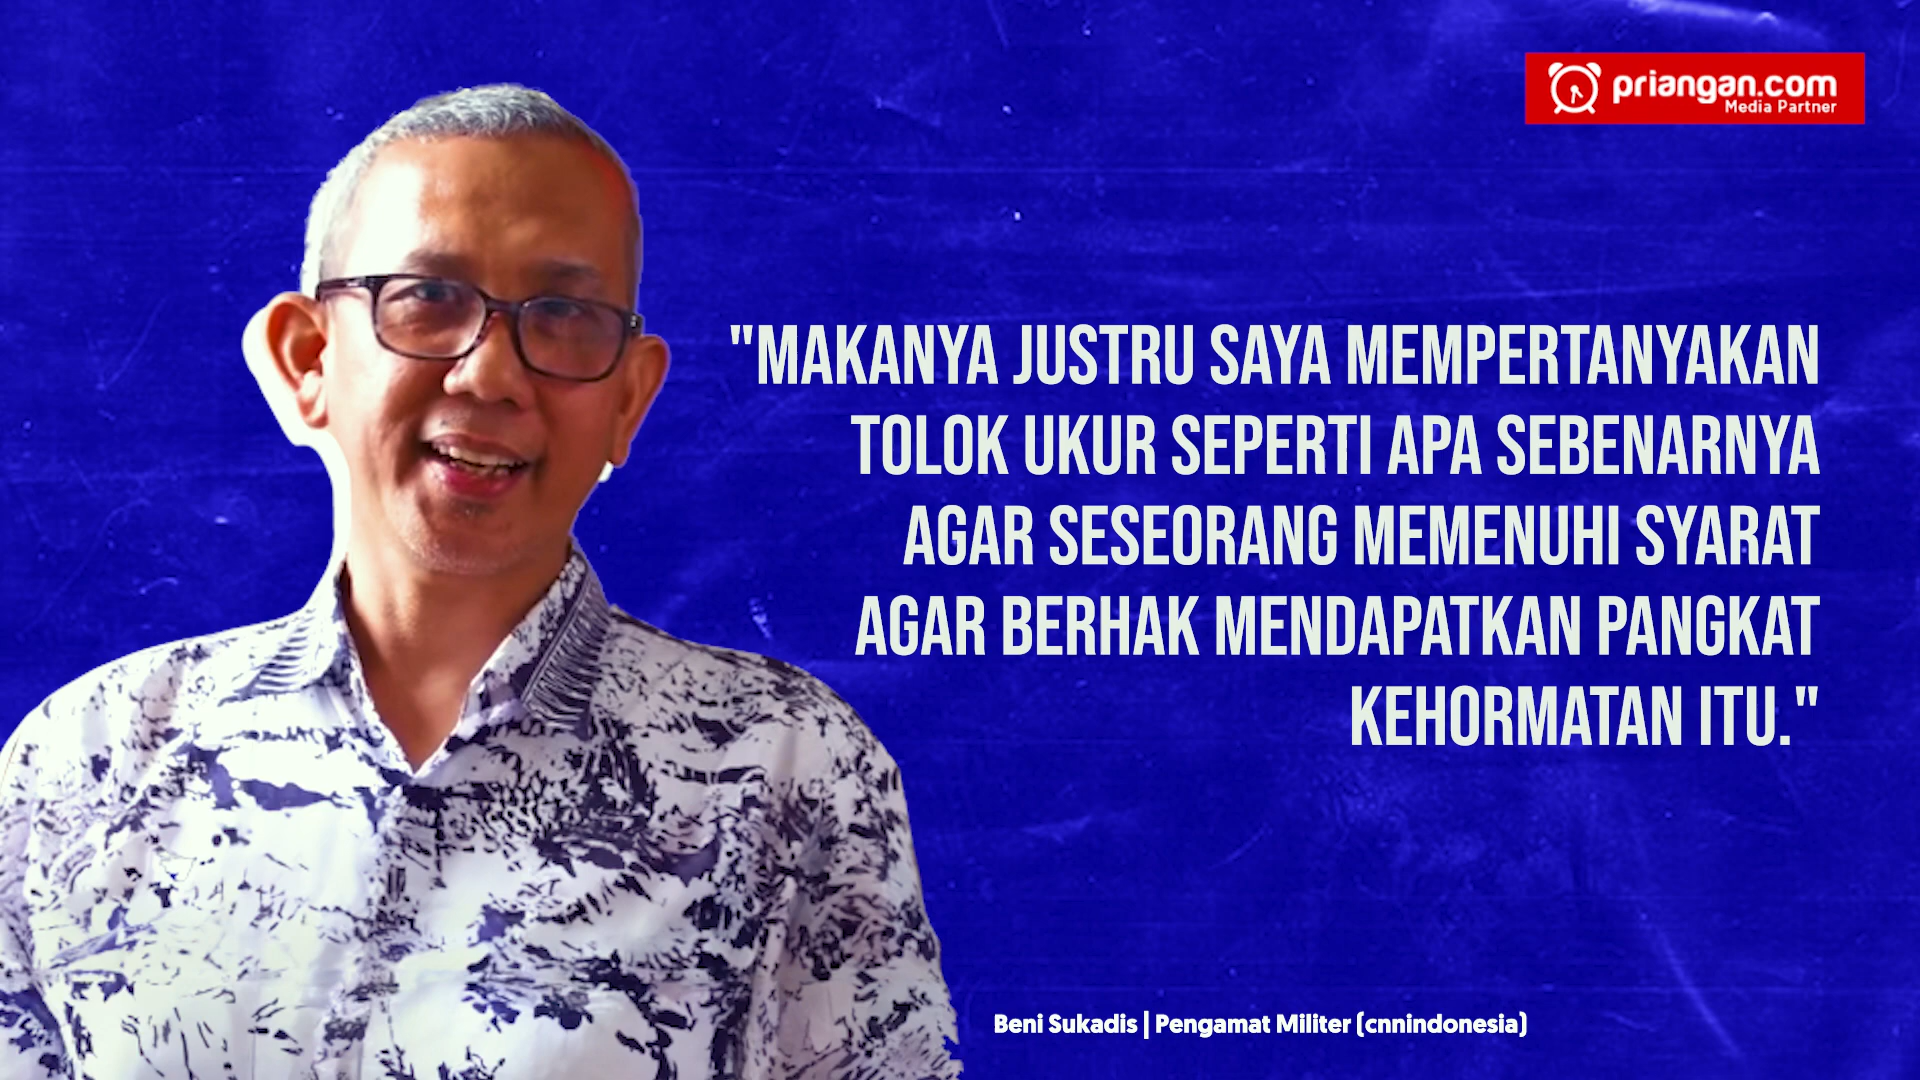 priangan.com
Media Partner
"MAKANYA JUSTRU SAYA MEMPERTANYAKAN
TOLOK UKUR SEPERTI APA SEBENARNYA
AGAR SESEORANG MEMENUHI SYARAT
AGAR BERHAK MENDAPATKAN PANGKAT
KEHORMATAN ITU."
Beni Sukadis | Pengamat Militer (cnnindonesia)